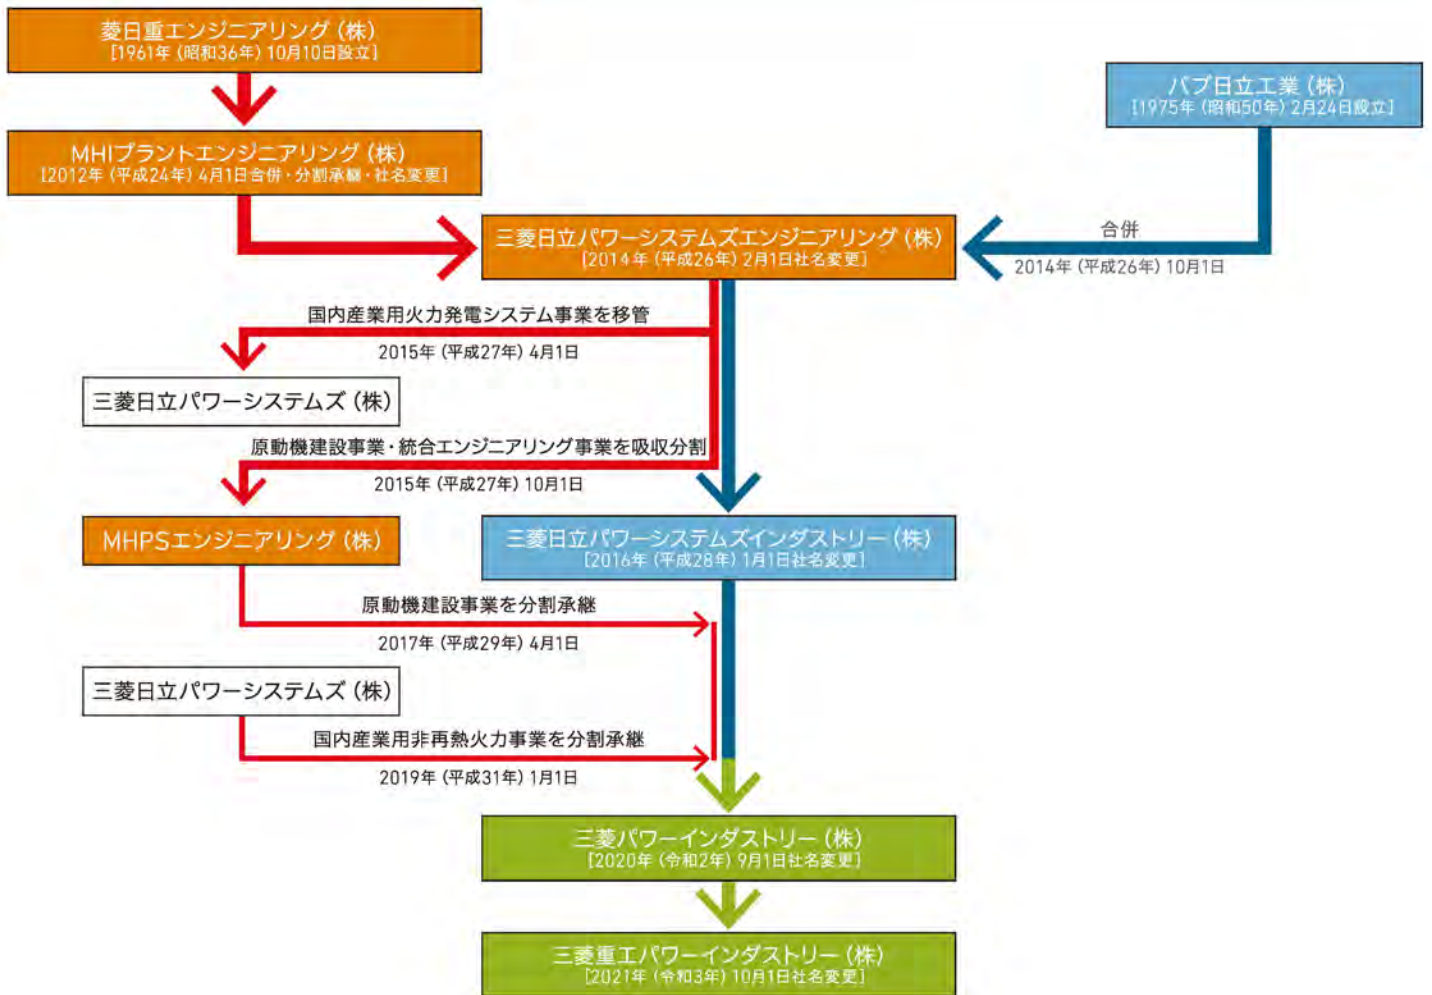 菱日重エンジニアリング（株）
[1961年（昭和36年）10月10日設立]
バブ日立工業（株）
[1975年（昭和50年）2月24日設立]
MHIプラントエンジニアリング（株）
[2012年（平成24年）4月1日合併・分割承継・社名変更]
三菱日立パワーシステムズエンジニアリング（株）
[2014年（平成26年）2月1日社名変更]
合併
2014年（平成26年）10月1日
国内産業用火力発電システム事業を移管
2015年（平成27年）4月1日
三菱日立パワーシステムズ（株）
原動機建設事業・統合エンジニアリング事業を吸収分割
2015年（平成27年）10月1日
MHPSエンジニアリング（株）
三菱日立パワーシステムズインダストリー（株）
[2016年（平成28年）1月1日社名変更]
原動機建設事業を分割承継
2017年（平成29年）4月1日
三菱日立パワーシステムズ（株）
国内産業用非再熱火力事業を分割承継
2019年（平成31年）1月1日
三菱パワーインダストリー（株）
[2020年（令和2年）9月1日社名変更]
三菱重工パワーインダストリー（株）
[2021年（令和3年）10月1日社名変更]